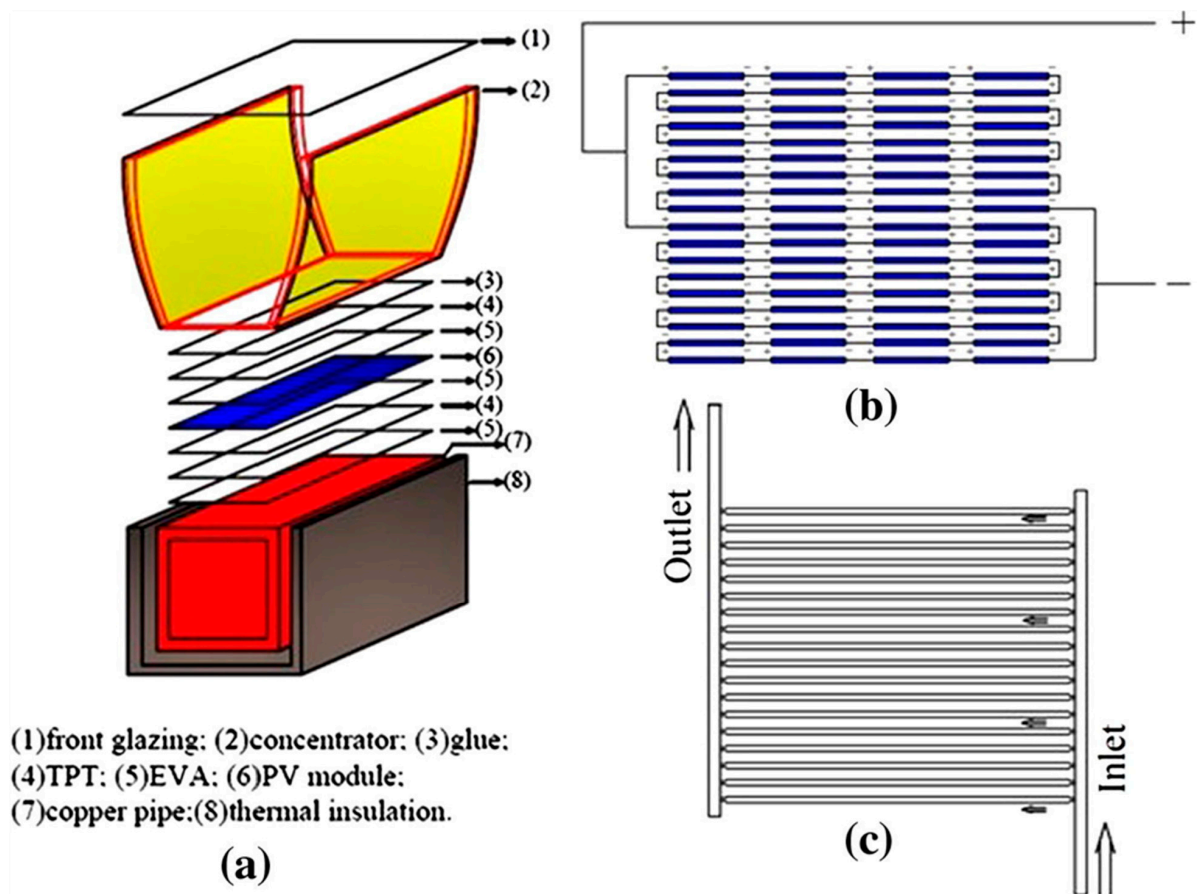 (1)
(2)
(3)
(4)
(5)
(6)
(5)
(4)
(5)
(7)
(8)
(1)front glazing; (2)concentrator; (3)glue;
(4)TPT; (5)EVA; (6)PV module;
(7)copper pipe;(8)thermal insulation.
(a)
+
−
(b)
Outlet
Inlet
(c)